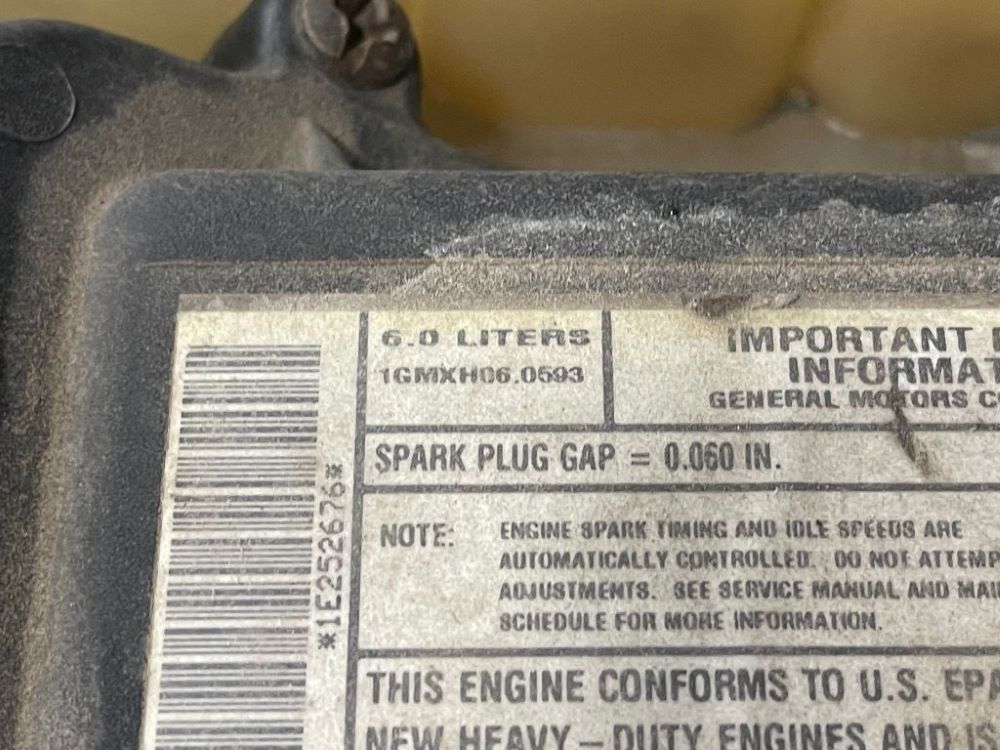 6.0 LITERS
1GMXH06.0593
IMPORTANT
INFORMAT
GENERAL MOTORS C
SPARK PLUG GAP = 0.060 IN.
NOTE: ENGINE SPARK TIMING AND IDLE SPEEDS ARE
AUTOMATICALLY CONTROLLED. DO NOT ATTEMP
ADJUSTMENTS. SEE SERVICE MANUAL AND MAI
SCHEDULE FOR MORE INFORMATION.
*1E252676*
THIS ENGINE CONFORMS TO U.S. EPA
NEW HEAVY – DUTY ENGINES AND IS